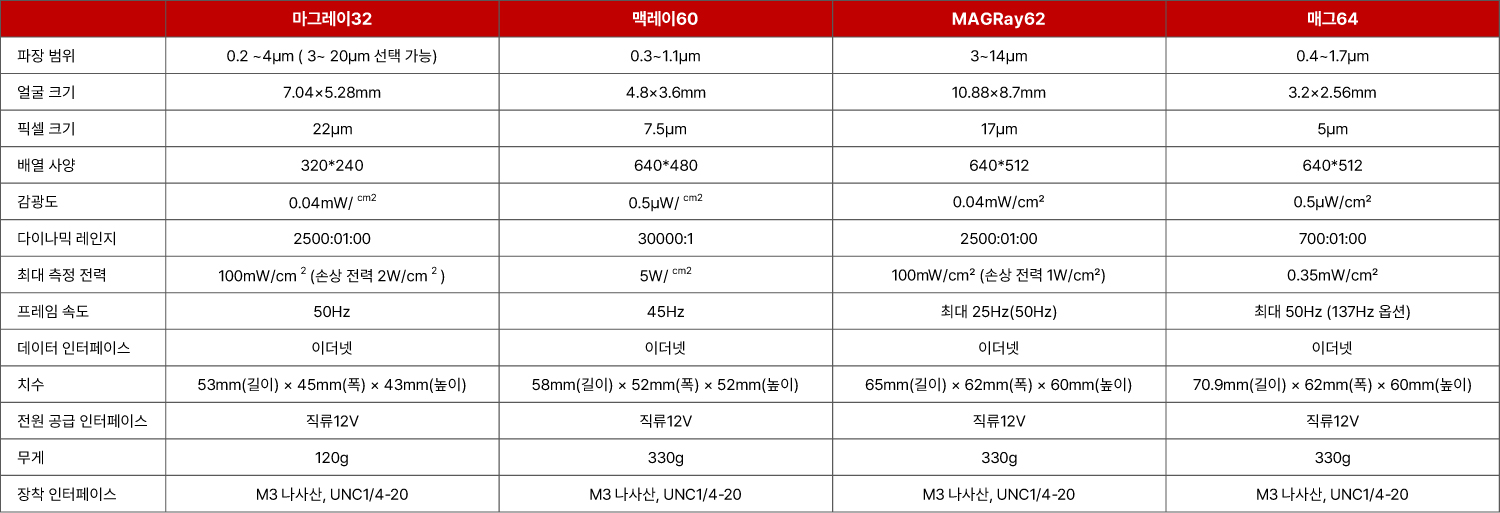 마그레이32 맥레이60 MAGRay62 매그64
파장 범위 0.2 ~4μm ( 3~ 20μm 선택 가능) 0.3~1.1μm 3~14μm 0.4~1.7μm
얼굴 크기 7.04×5.28mm 4.8×3.6mm 10.88×8.7mm 3.2×2.56mm
픽셀 크기 22μm 7.5μm 17μm 5μm
배열 사양 320*240 640*480 640*512 640*512
감광도 0.04mW/ cm2 0.5μW/ cm2 0.04mW/cm² 0.5μW/cm²
다이나믹 레인지 2500:01:00 30000:1 2500:01:00 700:01:00
최대 측정 전력 100mW/cm 2 (손상 전력 2W/cm 2 ) 5W/ cm2 100mW/cm² (손상 전력 1W/cm²) 0.35mW/cm²
프레임 속도 50Hz 45Hz 최대 25Hz(50Hz) 최대 50Hz (137Hz 옵션)
데이터 인터페이스 이더넷 이더넷 이더넷 이더넷
치수 53mm(길이) × 45mm(폭) × 43mm(높이) 58mm(길이) × 52mm(폭) × 52mm(높이) 65mm(길이) × 62mm(폭) × 60mm(높이) 70.9mm(길이) × 62mm(폭) × 60mm(높이)
전원 공급 인터페이스 직류12V 직류12V 직류12V 직류12V
무게 120g 330g 330g 330g
장착 인터페이스 M3 나사산, UNC1/4-20 M3 나사산, UNC1/4-20 M3 나사산, UNC1/4-20 M3 나사산, UNC1/4-20